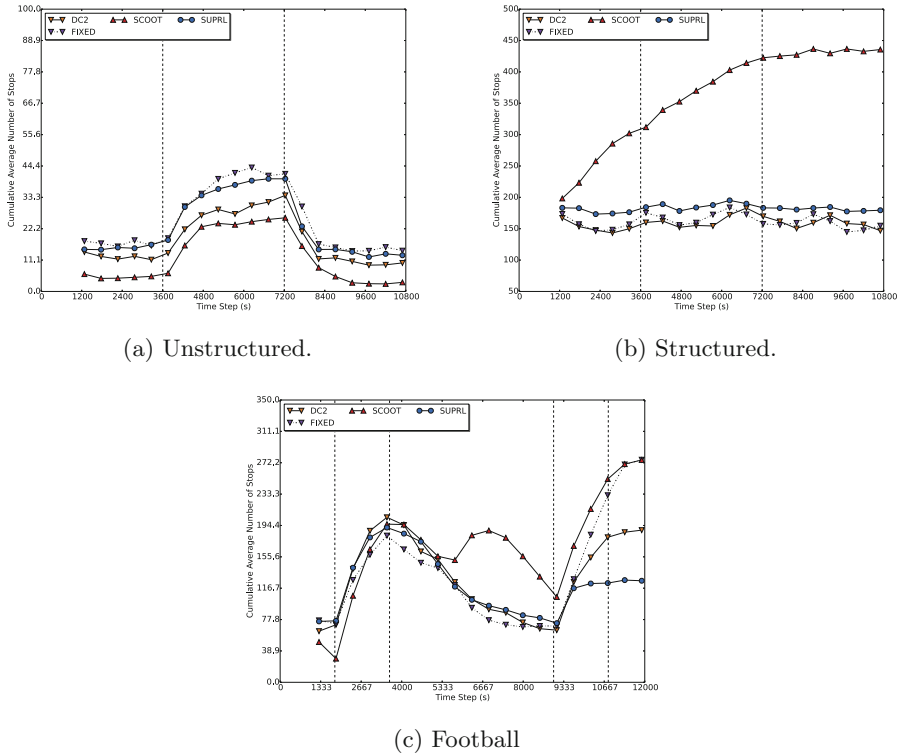 100,0
88,9
77,8
66,7
55,6
44,4
33,3
22,2
11,1
0,0
Cumulative Average Number of Stops
DC2 SCOOT SUPRL
FIXED
0 1200 2400 3600 4800 6000 7200 8400 9600 10800
Time Step (s)
(a) Unstructured.
500
450
400
350
300
250
200
150
100
50
Cumulative Average Number of Stops
DC2 SCOOT SUPRL
FIXED
0 1200 2400 3600 4800 6000 7200 8400 9600 10800
Time Step (s)
(b) Structured.
350,0
311,1
272,2
233,3
194,4
155,6
116,7
77,8
38,9
0,0
Cumulative Average Number of Stops
DC2 SCOOT SUPRL
FIXED
0 1333 2667 4000 5333 6667 8000 9333 10667 12000
Time Step (s)
(c) Football